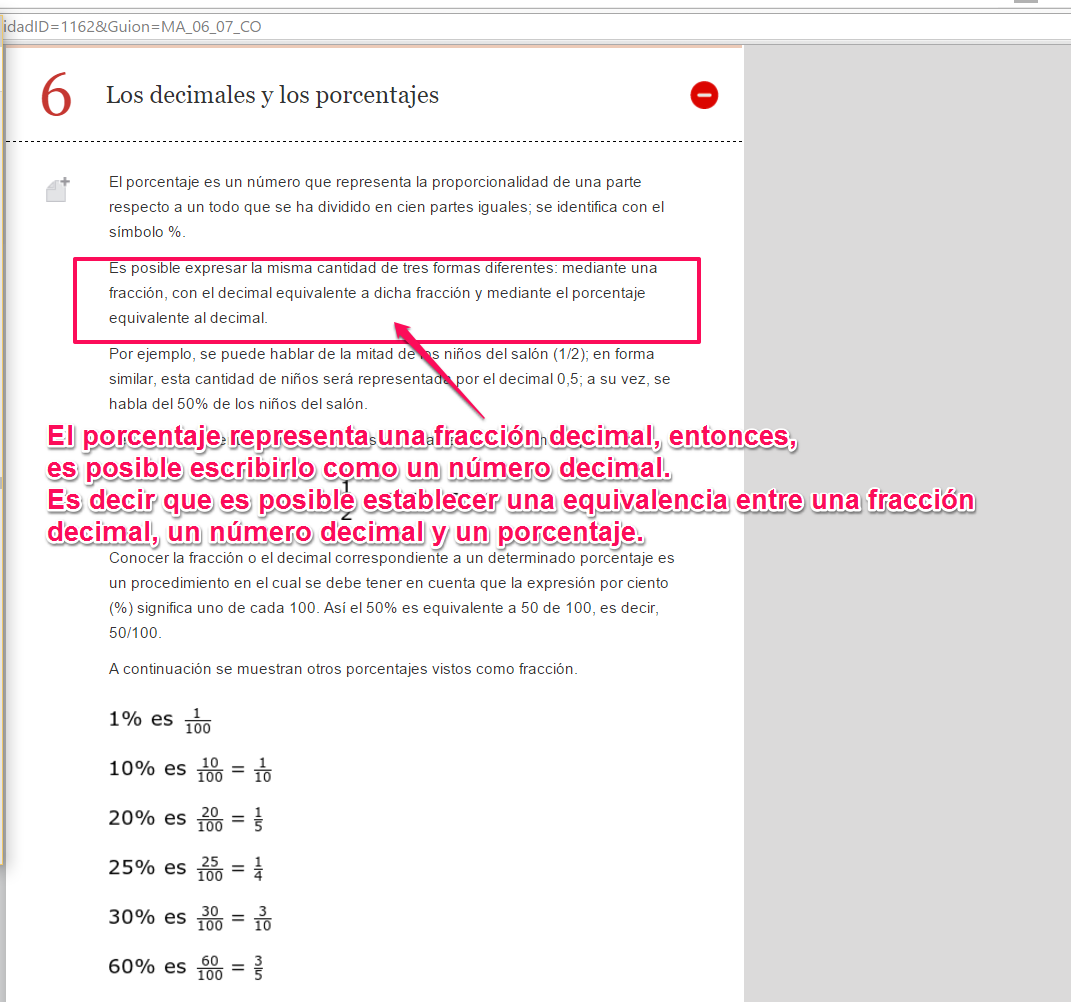 idadID=1162&Guion=MA_06_07_CO
6 Los decimales y los porcentajes
El porcentaje es un número que representa la proporcionalidad de una parte
respecto a un todo que se ha dividido en cien partes iguales; se identifica con el
símbolo %.
Es posible expresar la misma cantidad de tres formas diferentes: mediante una
fracción, con el decimal equivalente a dicha fracción y mediante el porcentaje
equivalente al decimal.
Por ejemplo, se puede hablar de la mitad de los niños del salón (1/2); en forma
similar, esta cantidad de niños será representada por el decimal 0,5; a su vez, se
habla del 50% de los niños del salón.
El porcentaje representa una fracción decimal, entonces,
es posible escribirlo como un número decimal.
Es decir que es posible establecer una equivalencia entre una fracción
decimal, un número decimal y un porcentaje.
1
2
Conocer la fracción o el decimal correspondiente a un determinado porcentaje es
un procedimiento en el cual se debe tener en cuenta que la expresión por ciento
(%) significa uno de cada 100. Así el 50% es equivalente a 50 de 100, es decir,
50/100.
A continuación se muestran otros porcentajes vistos como fracción.
1% es 1/100
10% es 10/100 = 1/10
20% es 20/100 = 1/5
25% es 25/100 = 1/4
30% es 30/100 = 3/10
60% es 60/100 = 3/5